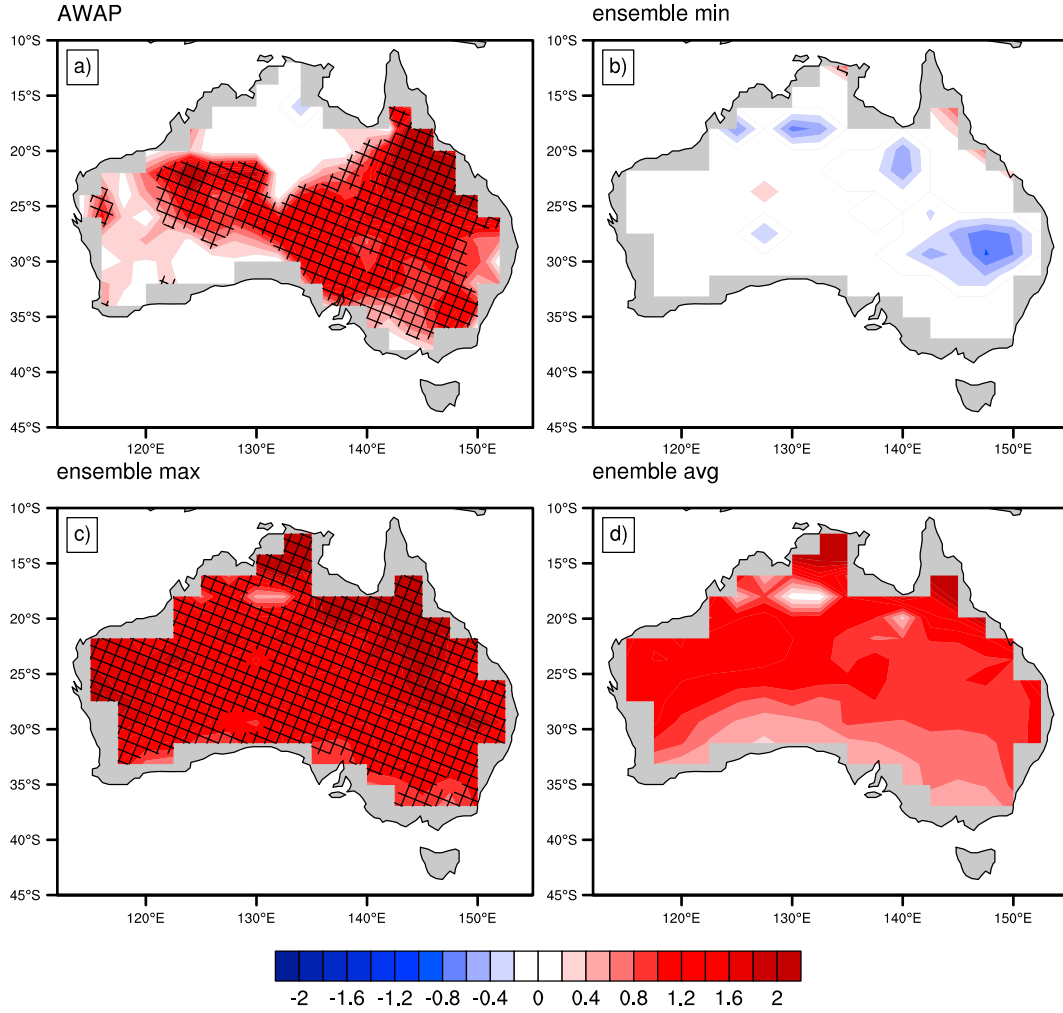 AWAP
ensemble min
10°S
15°S
20°S
25°S
30°S
35°S
40°S
45°S
a)
120°E
130°E
140°E
150°E
10°S
15°S
20°S
25°S
30°S
35°S
40°S
45°S
b)
120°E
130°E
140°E
150°E
ensemble max
enemble avg
10°S
15°S
20°S
25°S
30°S
35°S
40°S
45°S
c)
120°E
130°E
140°E
150°E
10°S
15°S
20°S
25°S
30°S
35°S
40°S
45°S
d)
120°E
130°E
140°E
150°E
-2 -1.6 -1.2 -0.8 -0.4 0 0.4 0.8 1.2 1.6 2